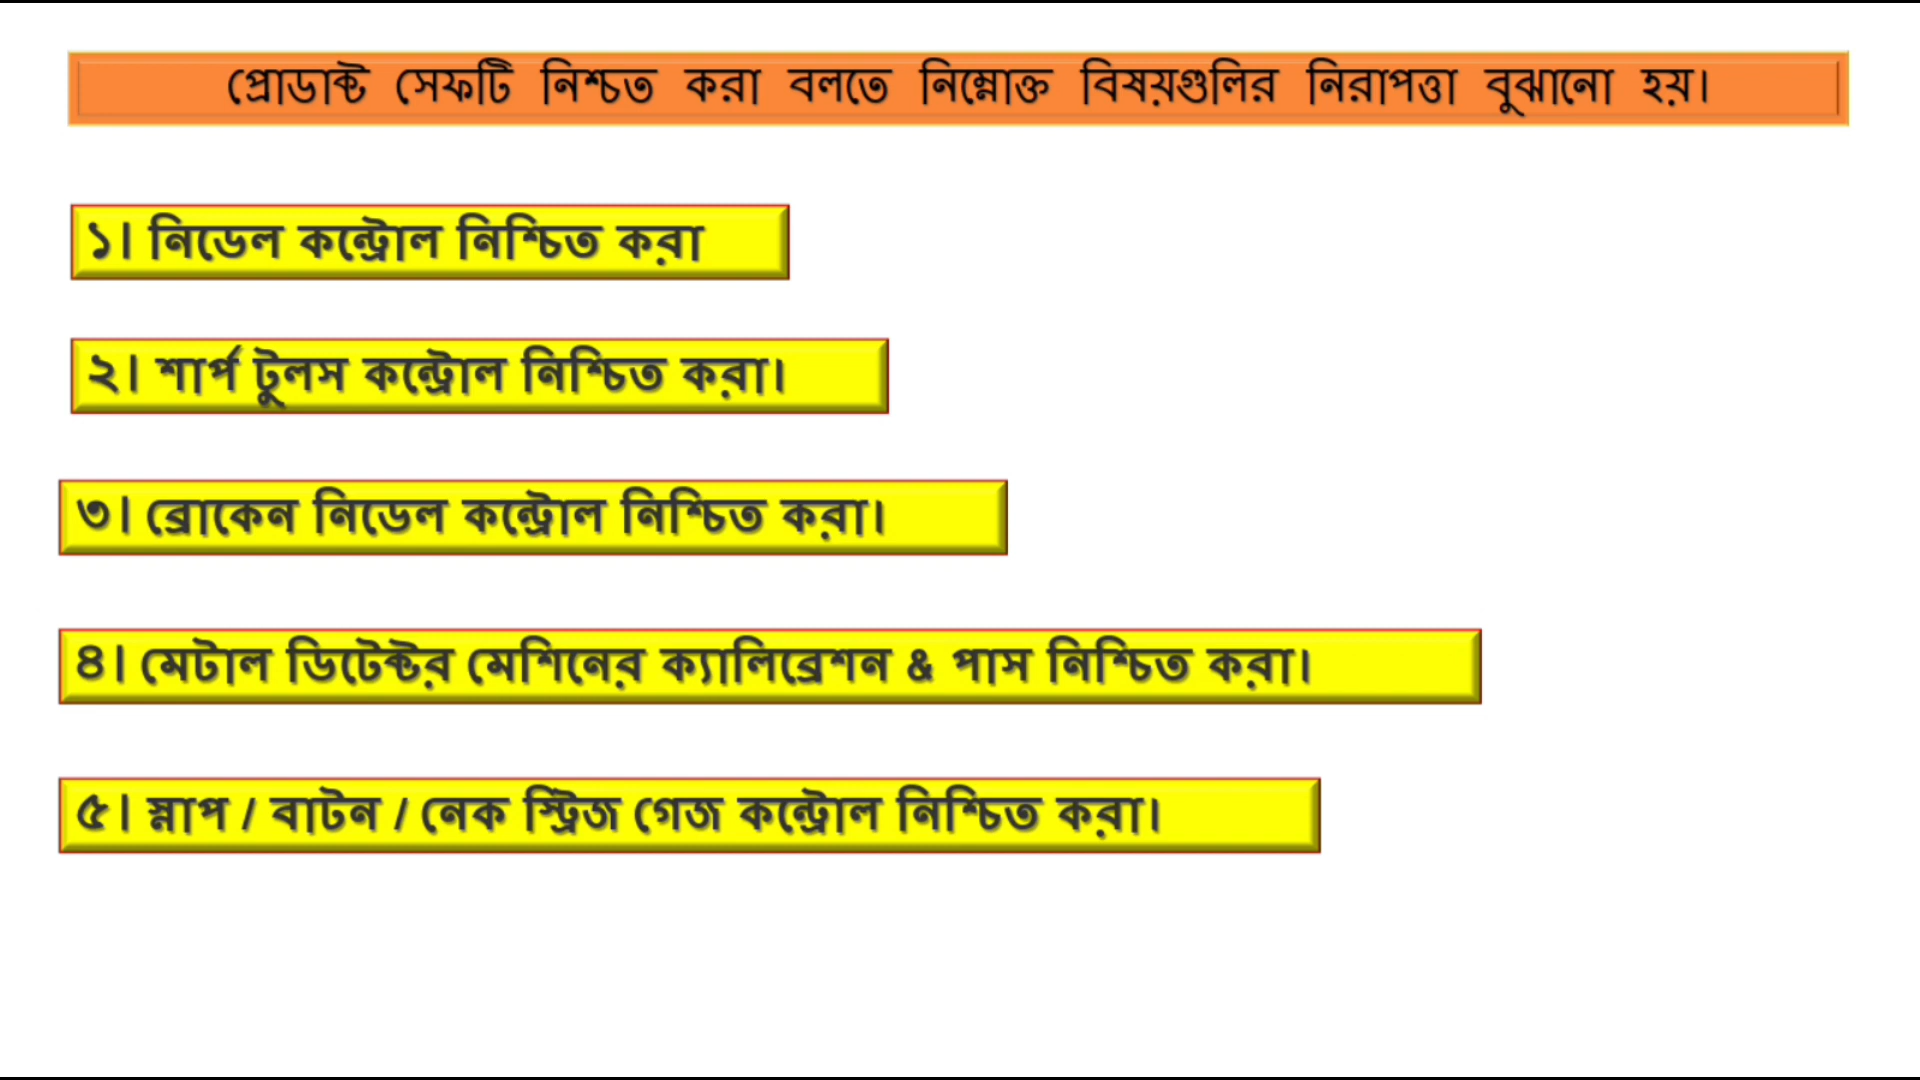 প্রোডাক্ট সেফটি নিশ্চত করা বলতে নিম্মোক্ত বিষয়গুলির নিরাপত্তা বুঝানো হয়।
১। নিডেল কন্ট্রোল নিশ্চিত করা
২। শার্প টুলস কন্ট্রোল নিশ্চিত করা।
৩। ব্রোকেন নিডেল কন্ট্রোল নিশ্চিত করা।
৪। মেটাল ডিটেক্টর মেশিনের ক্যালিব্রেশন & পাস নিশ্চিত করা।
৫। স্নাপ / বাটন / নেক স্ট্রিজ গেজ কন্ট্রোল নিশ্চিত করা।